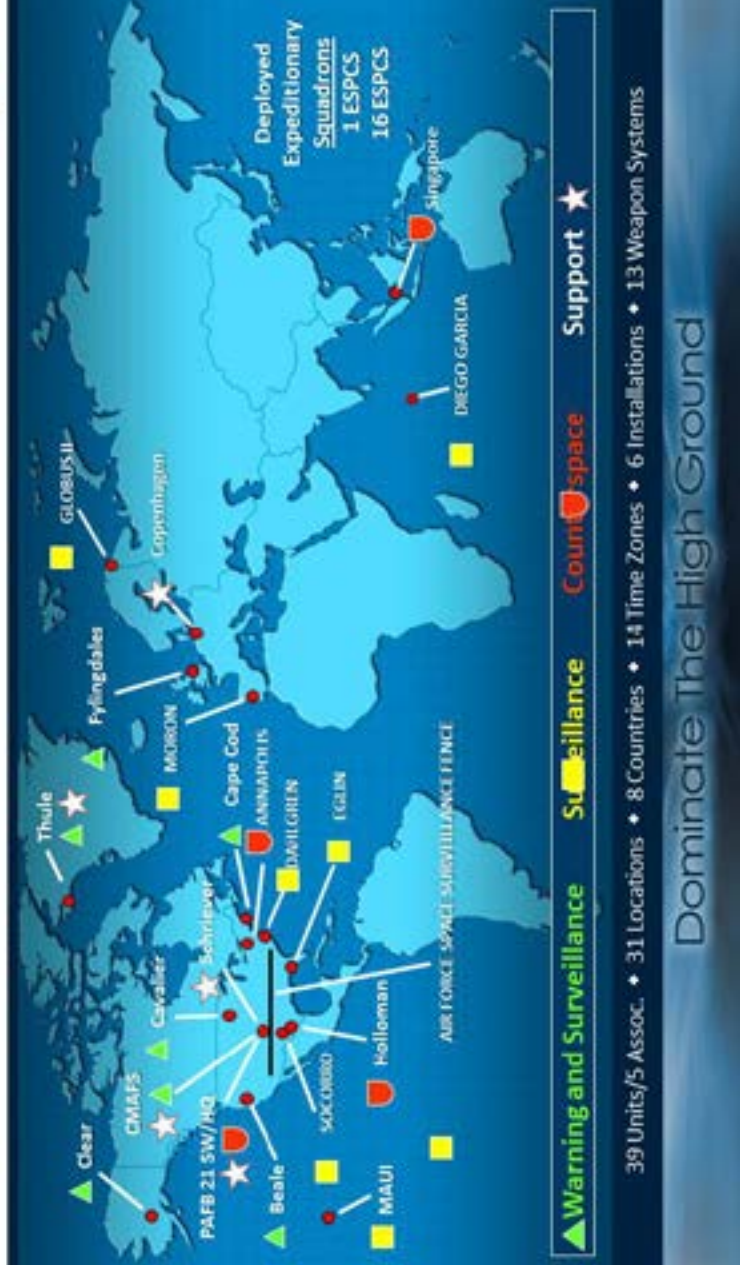 Deployed
Expeditionary
Squadrons
1 ESPCS
16 ESPCS
Clear
CMAFS
Cavalier
Thule
Fylingdales
GLOBUS II
Copenhagen
PAFB 21 SW/HQ
Schriever
MORON
Cape Cod
ANNAPOLIS
DAHLGREN
EGLIN
Beale
SOCORRO
Holloman
MAUI
AIR FORCE SPACE SURVEILLANCE FENCE
DIEGO GARCIA
Singapore
Warning and Surveillance Support
39 Units/5 Assoc. ◆ 31 Locations ◆ 8 Countries ◆ 14 Time Zones ◆ 6 Installations ◆ 13 Weapon Systems
Dominate The High Ground